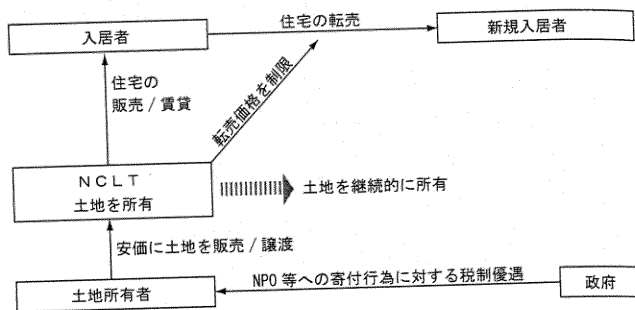 住宅の転売
入居者
新規入居者
住宅の
販売/賃貸
転売価格を制限
NCLT
土地を所有
土地を継続的に所有
安価に土地を販売/譲渡
NPO等への寄付行為に対する税制優遇
政府
土地所有者